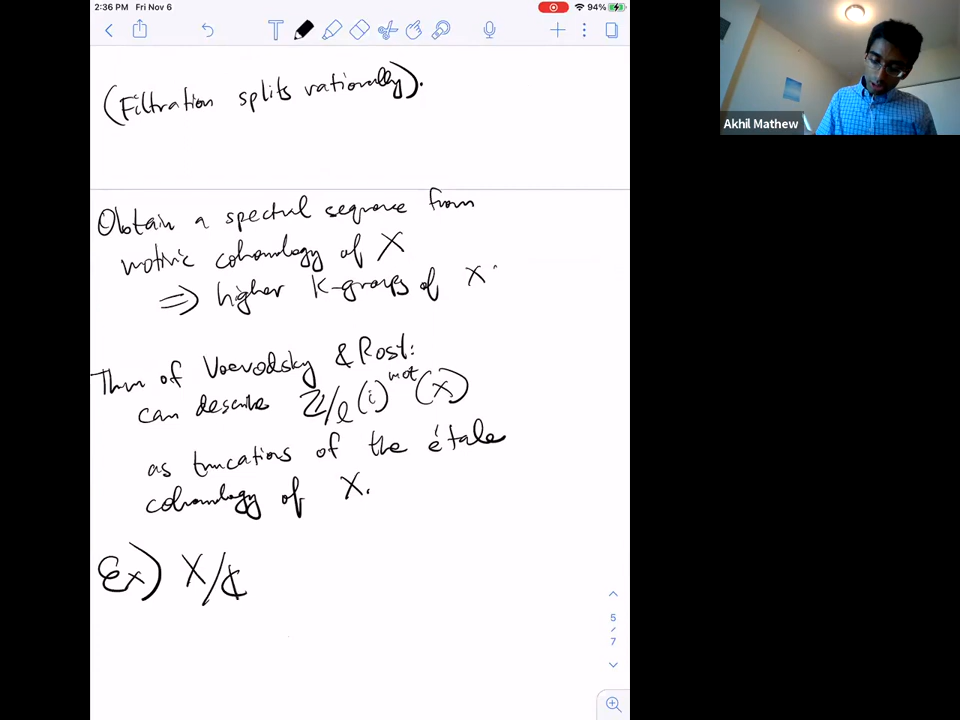 2:36 PM Fri Nov 6
94%
(Filtration splits rationally).
Obtain a spectral sequence from
motivic cohomology of X
⇒ higher K-groups of X.
Thm of Voevodsky & Rost:
can describe ℤ/ℓ(i)^mot(X)
as truncations of the étale
cohomology of X.
Ex) X/ℂ
5
/
7
Akhil Mathew